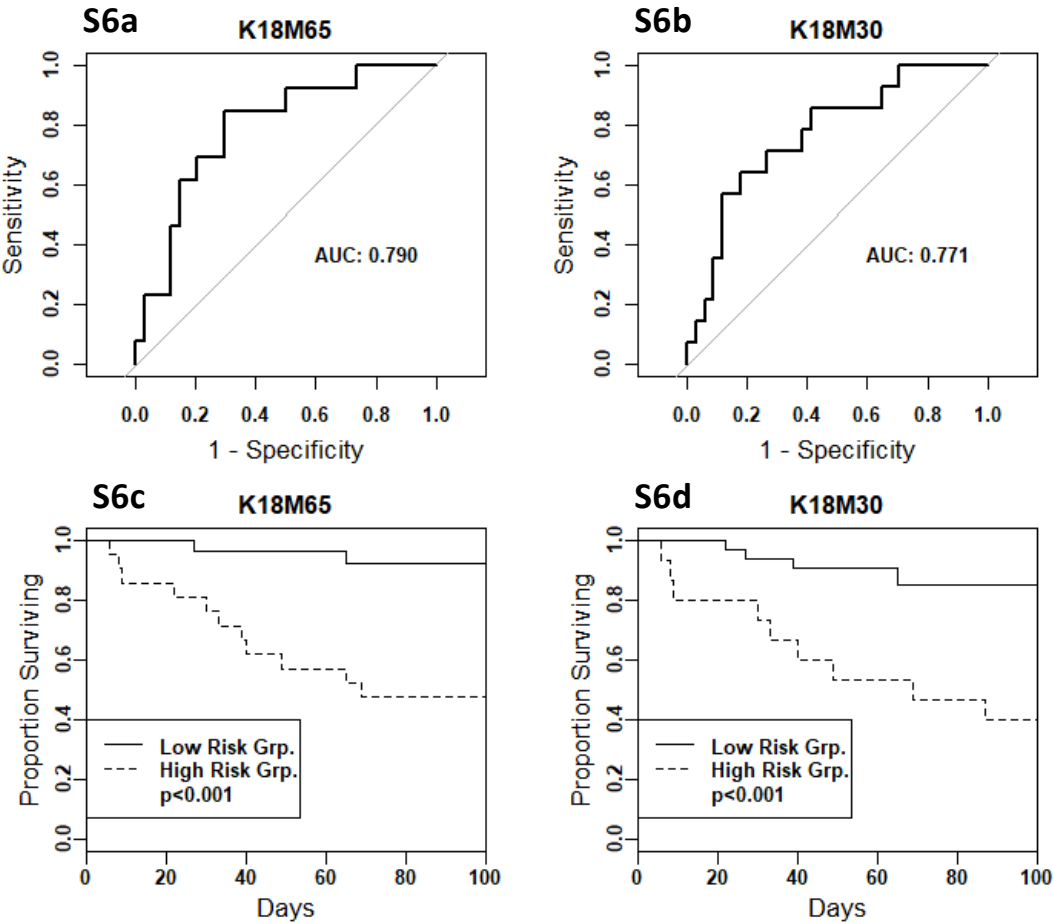 S6a
K18M65
Sensitivity
1.0
0.8
0.6
0.4
0.2
0.0
AUC: 0.790
0.0 0.2 0.4 0.6 0.8 1.0
1 - Specificity
S6b
K18M30
Sensitivity
1.0
0.8
0.6
0.4
0.2
0.0
AUC: 0.771
0.0 0.2 0.4 0.6 0.8 1.0
1 - Specificity
S6c
K18M65
Proportion Surviving
1.0
0.8
0.6
0.4
0.2
0.0
Low Risk Grp.
High Risk Grp.
p<0.001
0 20 40 60 80 100
Days
S6d
K18M30
Proportion Surviving
1.0
0.8
0.6
0.4
0.2
0.0
Low Risk Grp.
High Risk Grp.
p<0.001
0 20 40 60 80 100
Days